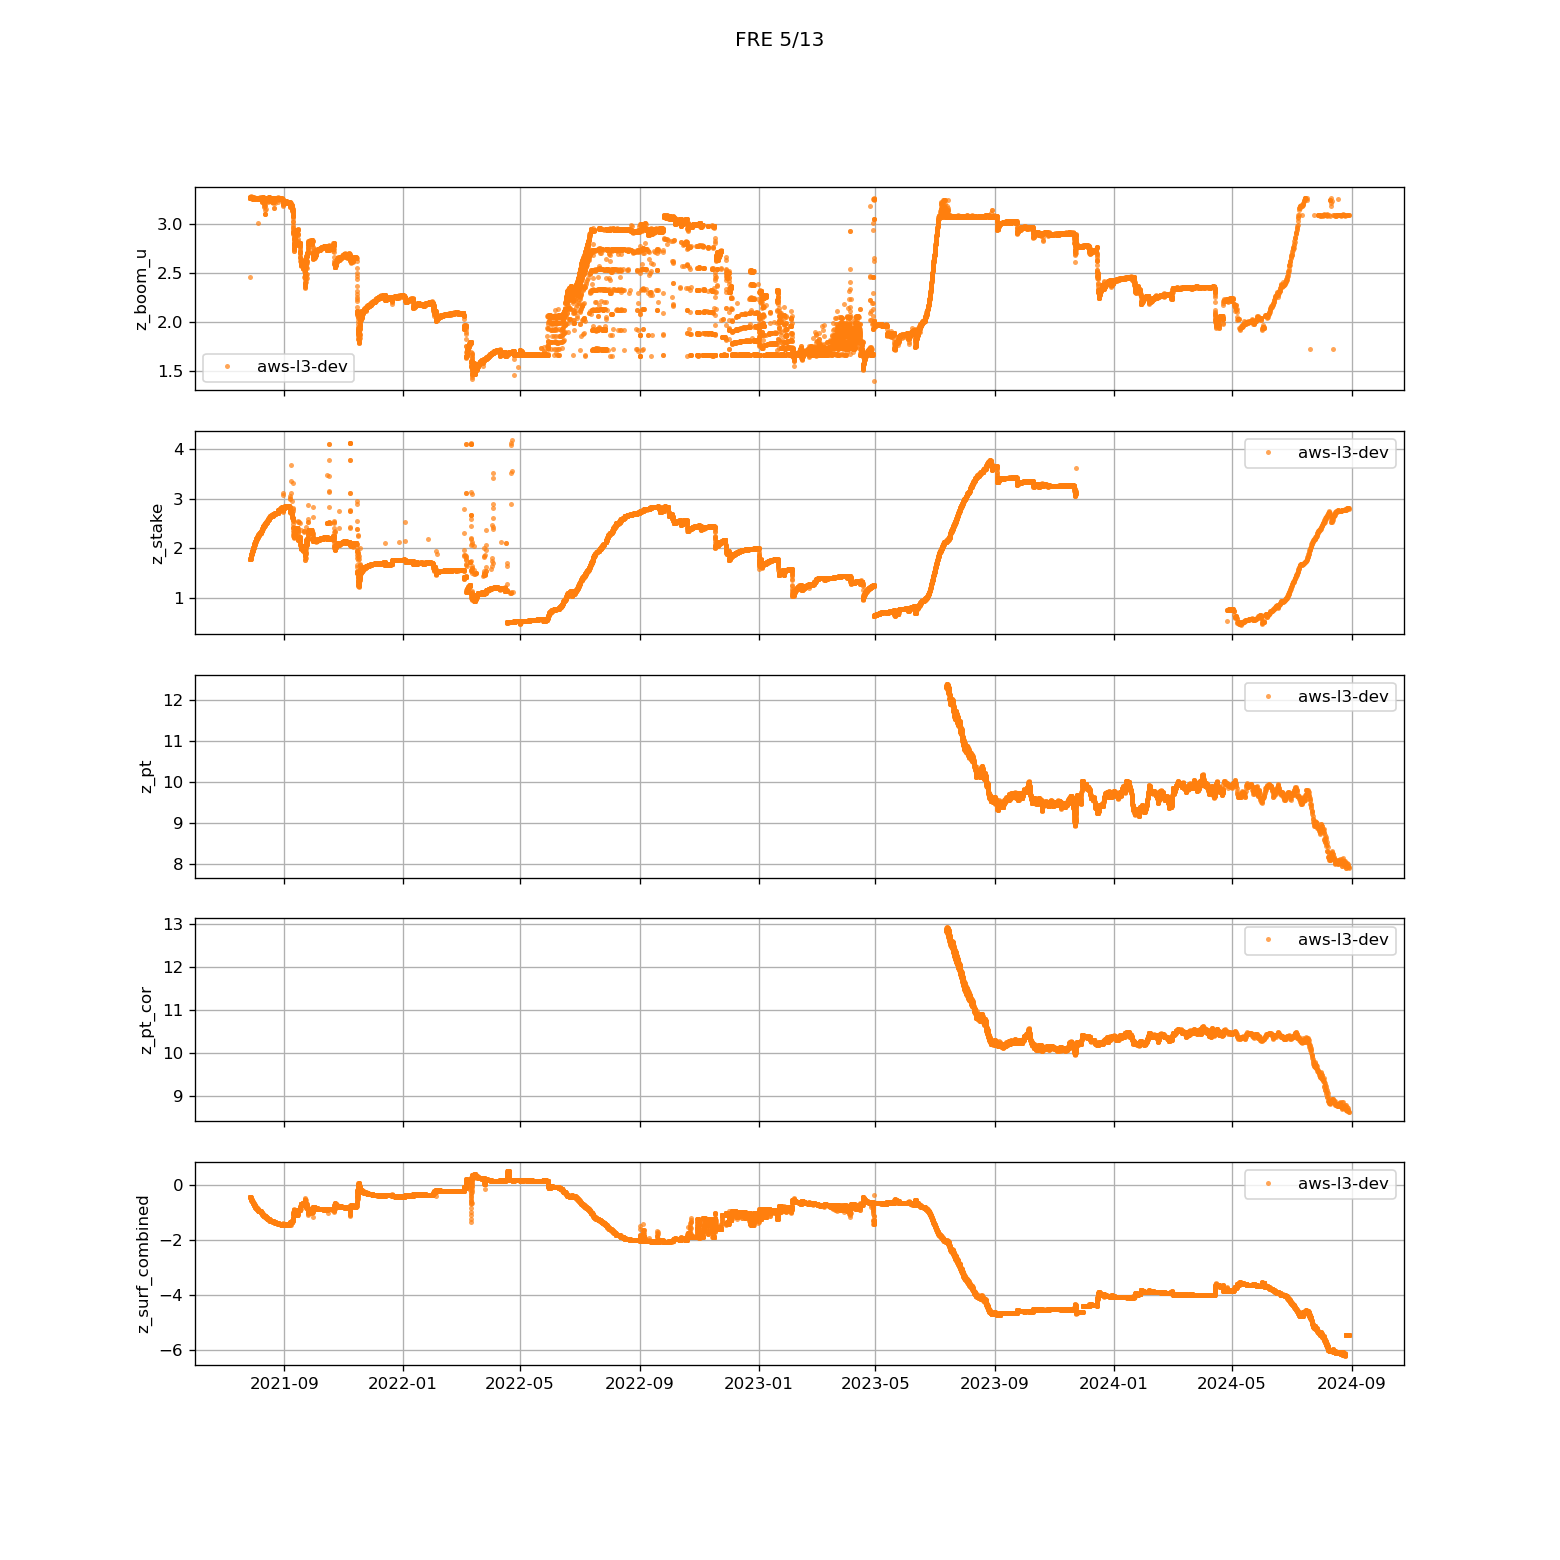 FRE 5/13
3.0
2.5
2.0
1.5
z_boom_u
aws-l3-dev
4
3
2
1
z_stake
aws-l3-dev
12
11
10
9
8
z_pt
aws-l3-dev
13
12
11
10
9
z_pt_cor
aws-l3-dev
0
−2
−4
−6
z_surf_combined
aws-l3-dev
2021-09 2022-01 2022-05 2022-09 2023-01 2023-05 2023-09 2024-01 2024-05 2024-09